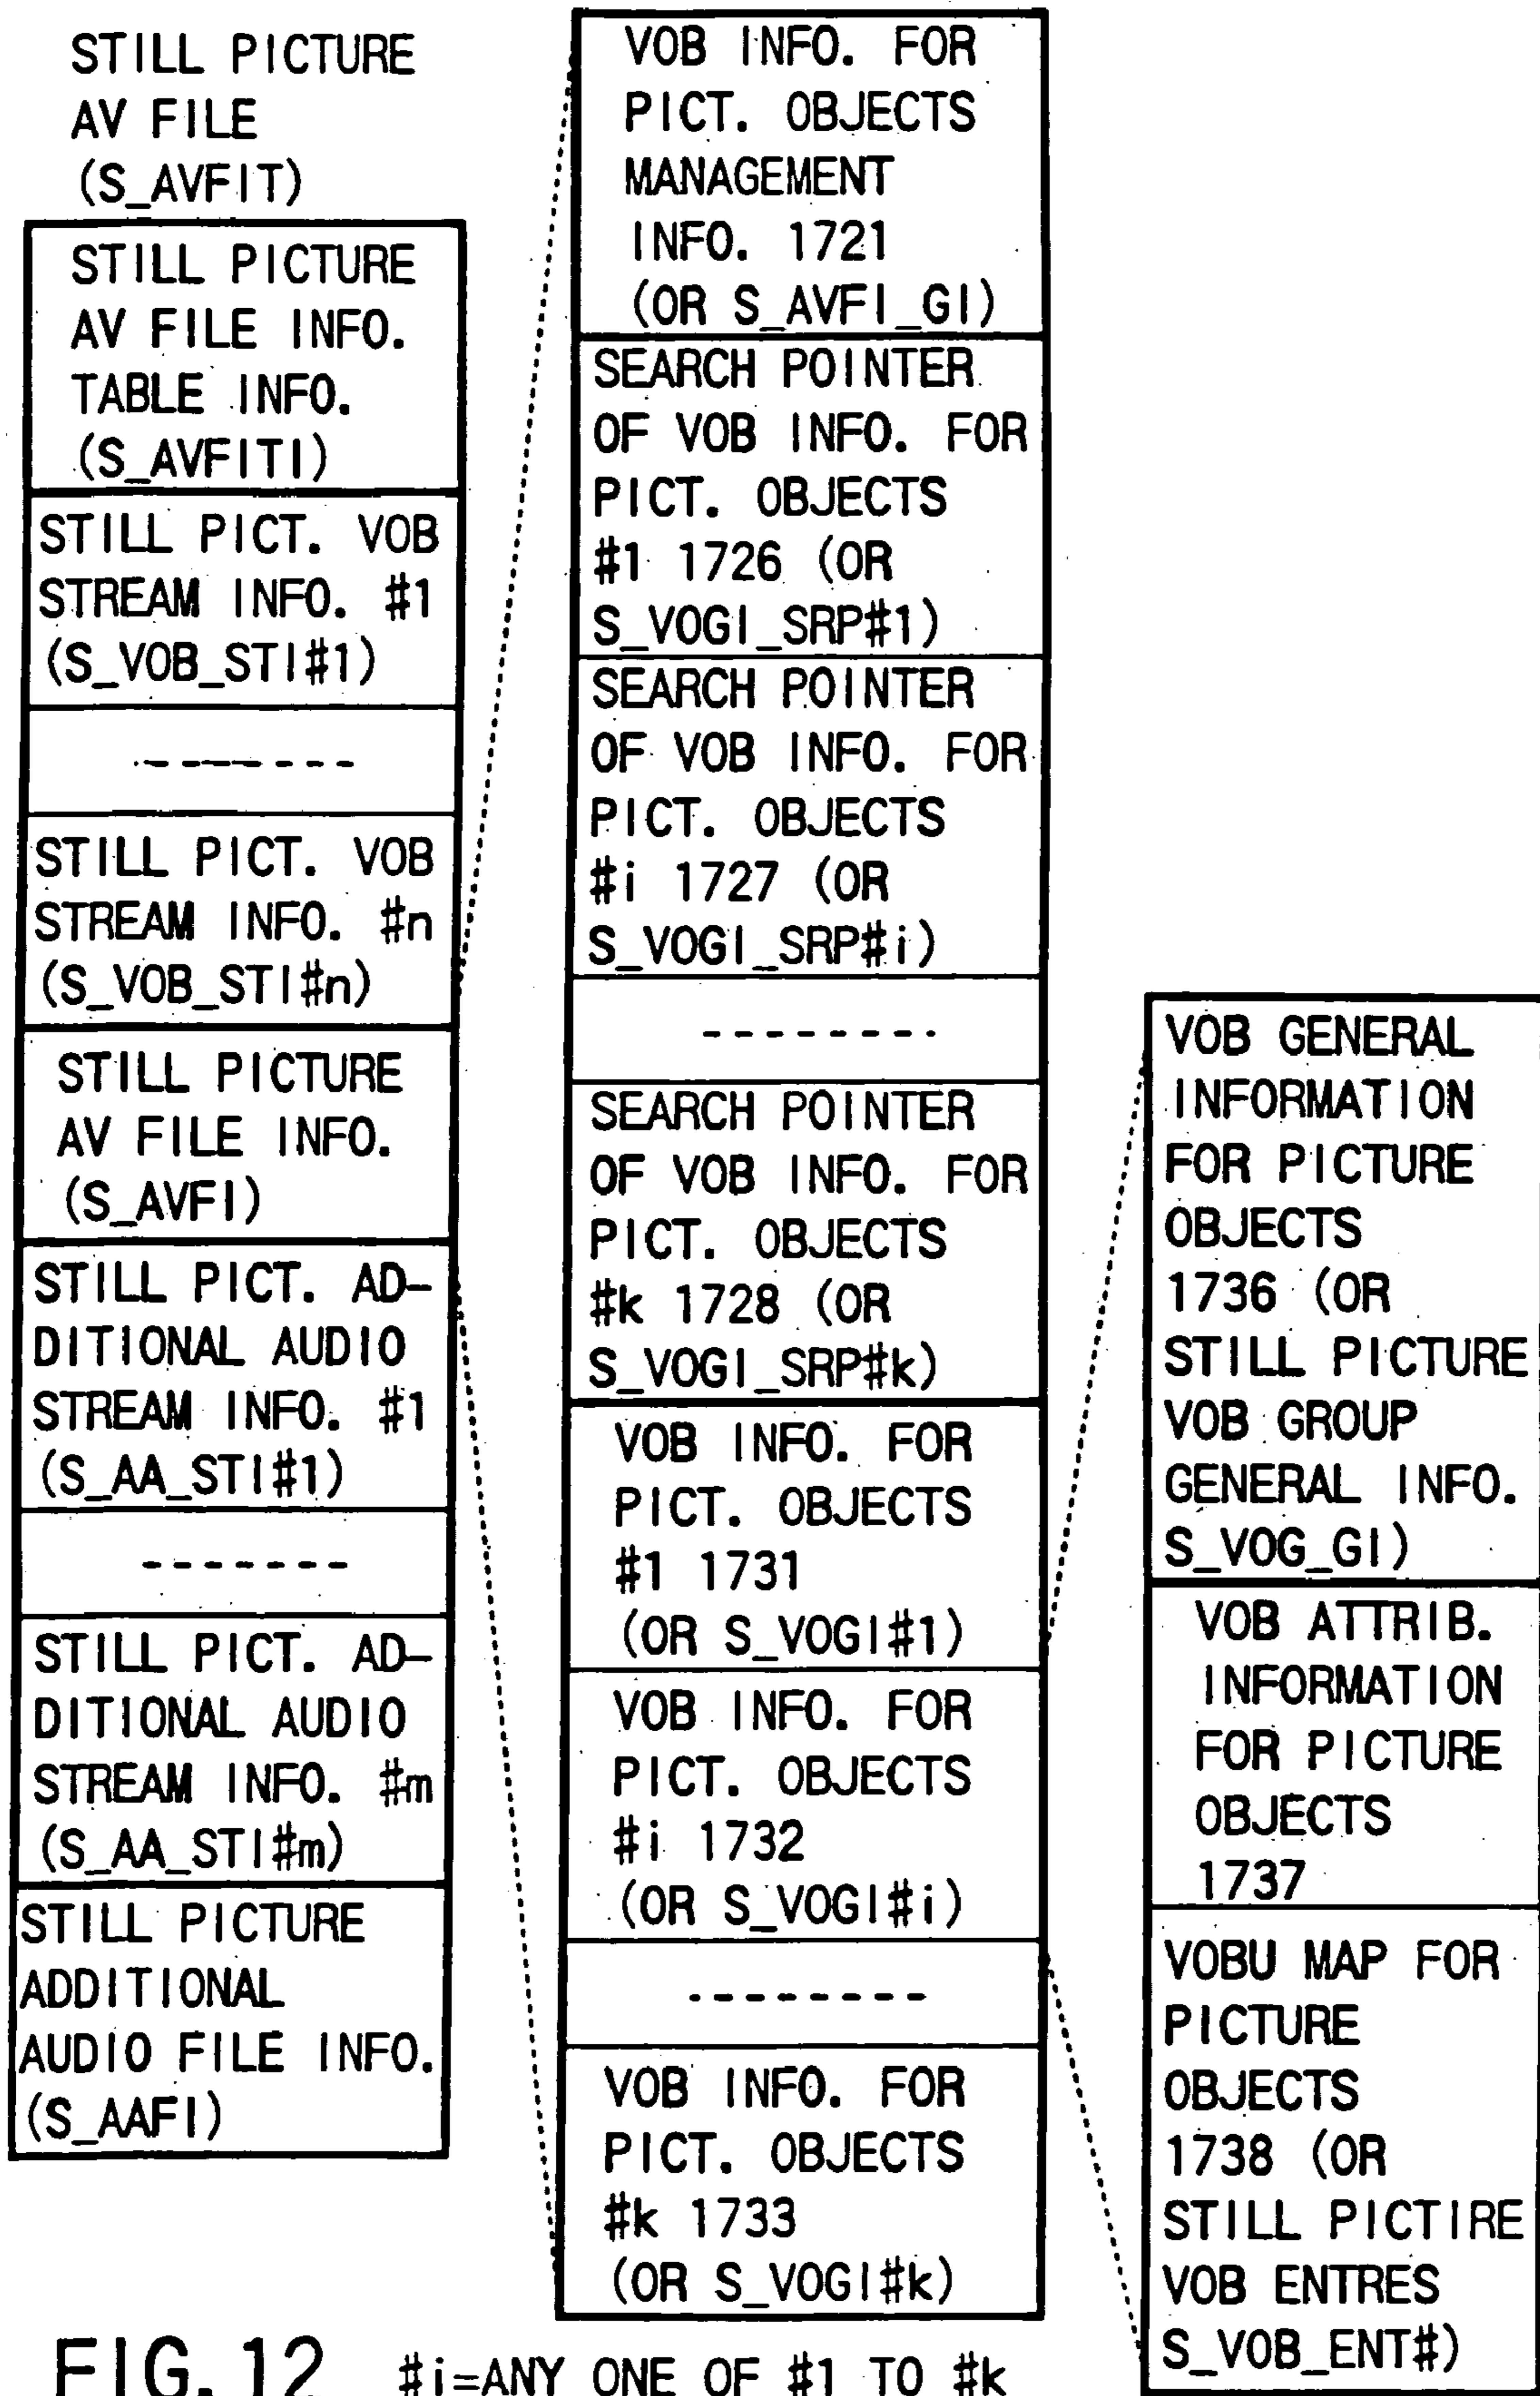 STILL PICTURE
AV FILE
(S_AVFIT)
STILL PICTURE
AV FILE INFO.
TABLE INFO.
(S_AVFITI)
STILL PICT. VOB
STREAM INFO. #1
(S_VOB_STI#1)
-------
STILL PICT. VOB
STREAM INFO. #n
(S_VOB_STI#n)
STILL PICTURE
AV FILE INFO.
(S_AVFI)
STILL PICT. AD-
DITIONAL AUDIO
STREAM INFO. #1
(S_AA_STI#1)
-------
STILL PICT. AD-
DITIONAL AUDIO
STREAM INFO. #m
(S_AA_STI#m)
STILL PICTURE
ADDITIONAL
AUDIO FILE INFO.
(S_AAFI)
VOB INFO. FOR
PICT. OBJECTS
MANAGEMENT
INFO. 1721
(OR S_AVFI_GI)
SEARCH POINTER
OF VOB INFO. FOR
PICT. OBJECTS
#1 1726 (OR
S_VOGI_SRP#1)
SEARCH POINTER
OF VOB INFO. FOR
PICT. OBJECTS
#i 1727 (OR
S_VOGI_SRP#i)
--------
SEARCH POINTER
OF VOB INFO. FOR
PICT. OBJECTS
#k 1728 (OR
S_VOGI_SRP#k)
VOB INFO. FOR
PICT. OBJECTS
#1 1731
(OR S_VOGI#1)
VOB INFO. FOR
PICT. OBJECTS
#i 1732
(OR S_VOGI#i)
--------
VOB INFO. FOR
PICT. OBJECTS
#k 1733
(OR S_VOGI#k)
VOB GENERAL
INFORMATION
FOR PICTURE
OBJECTS
1736 (OR
STILL PICTURE
VOB GROUP
GENERAL INFO.
S_VOG_GI)
VOB ATTRIB.
INFORMATION
FOR PICTURE
OBJECTS
1737
VOBU MAP FOR
PICTURE
OBJECTS
1738 (OR
STILL PICTIRE
VOB ENTRES
S_VOB_ENT#)
FIG. 12 #i=ANY ONE OF #1 TO #k